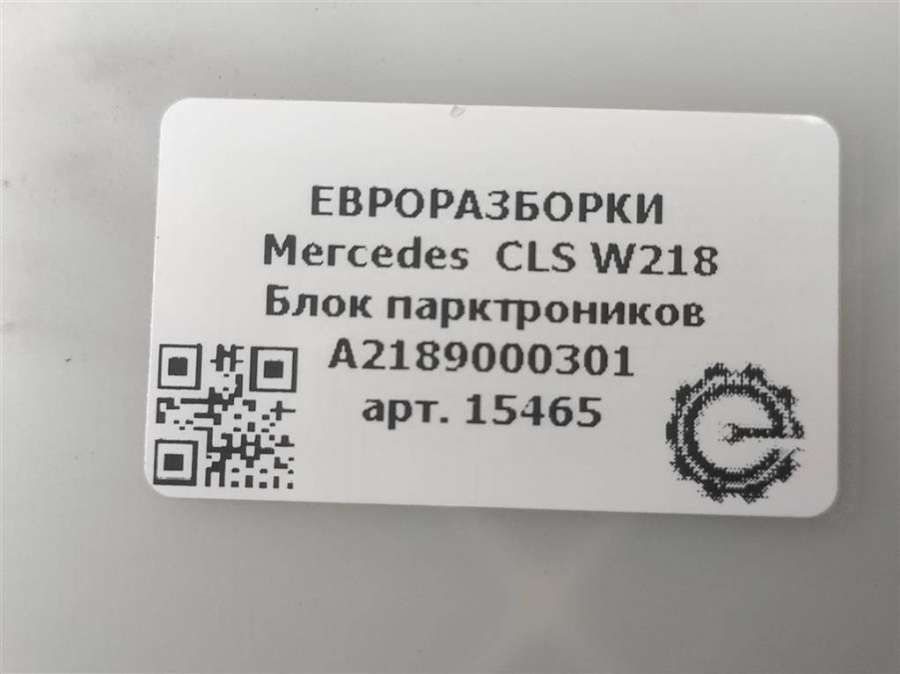 ЕВРОРАЗБОРКИ
Mercedes CLS W218
Блок парктроников
A2189000301
арт. 15465